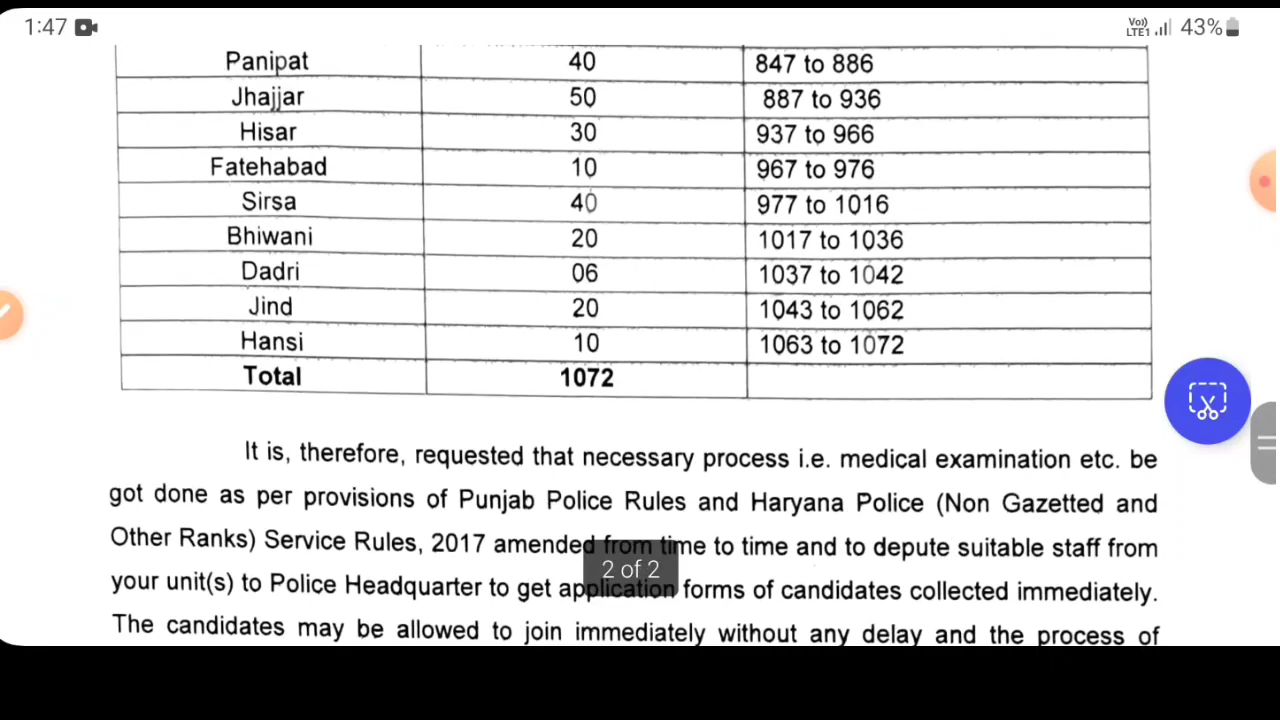 1:47
Vo))
LTE1
43%
Panipat 40 847 to 886
Jhajjar 50 887 to 936
Hisar 30 937 to 966
Fatehabad 10 967 to 976
Sirsa 40 977 to 1016
Bhiwani 20 1017 to 1036
Dadri 06 1037 to 1042
Jind 20 1043 to 1062
Hansi 10 1063 to 1072
Total 1072
It is, therefore, requested that necessary process i.e. medical examination etc. be
got done as per provisions of Punjab Police Rules and Haryana Police (Non Gazetted and
Other Ranks) Service Rules, 2017 amended from time to time and to depute suitable staff from
2 of 2
your unit(s) to Police Headquarter to get application forms of candidates collected immediately.
The candidates may be allowed to join immediately without any delay and the process of